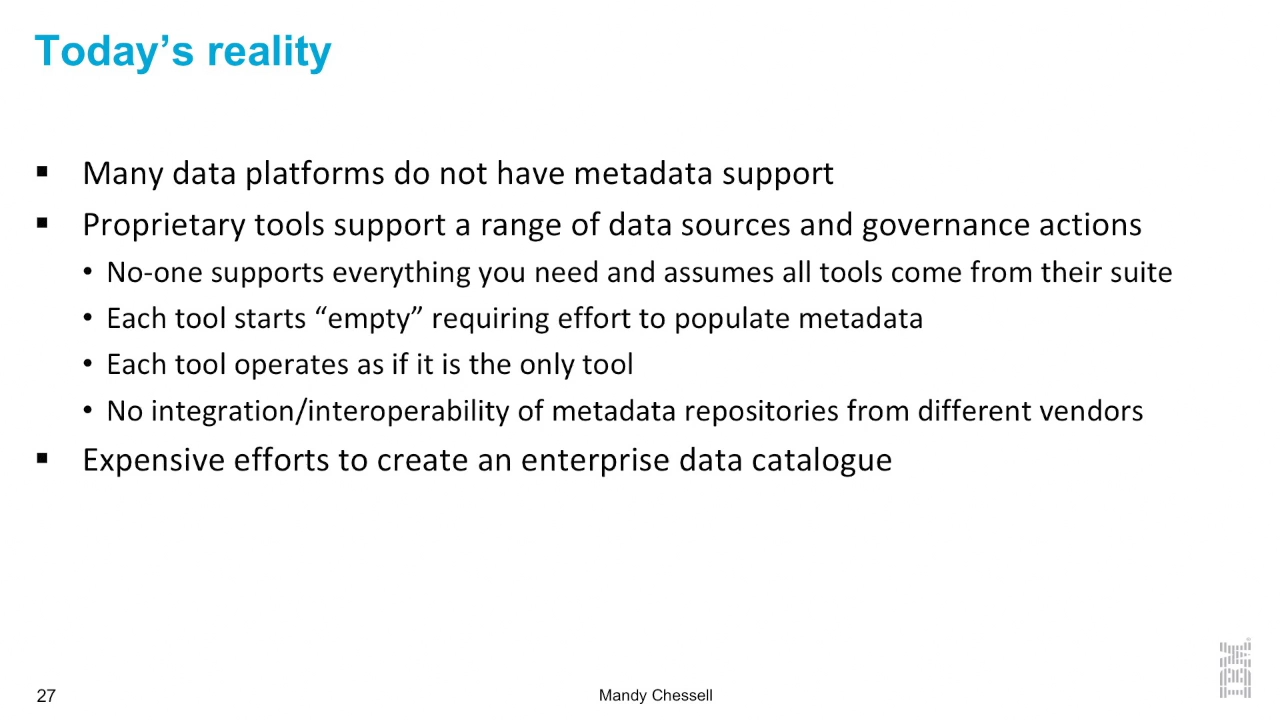 Today’s reality
▪ Many data platforms do not have metadata support
▪ Proprietary tools support a range of data sources and governance actions
• No-one supports everything you need and assumes all tools come from their suite
• Each tool starts “empty” requiring effort to populate metadata
• Each tool operates as if it is the only tool
• No integration/interoperability of metadata repositories from different vendors
▪ Expensive efforts to create an enterprise data catalogue
IBM®
27
Mandy Chessell